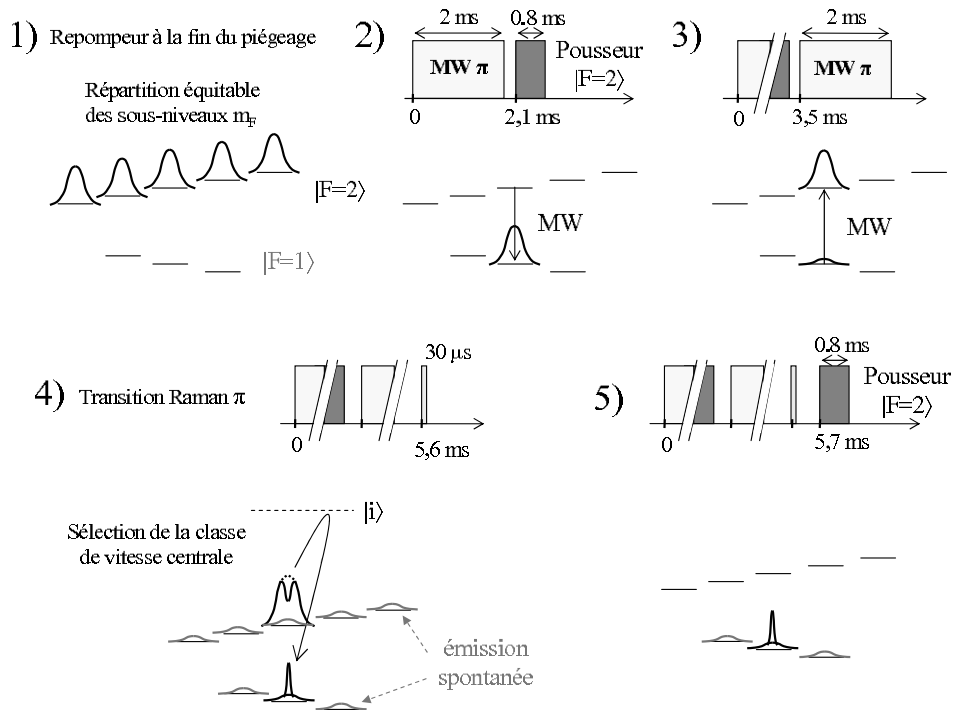 1) Repompeur à la fin du piégeage
Répartition équitable
des sous-niveaux m_F
|F=2⟩
|F=1⟩
2)
2 ms
0.8 ms
MW π
Pousseur
|F=2⟩
0
2,1 ms
MW
3)
2 ms
MW π
0
3,5 ms
MW
4) Transition Raman π
30 µs
0
5,6 ms
Sélection de la classe
de vitesse centrale
|i⟩
émission
spontanée
5)
0.8 ms
Pousseur
|F=2⟩
0
5,7 ms